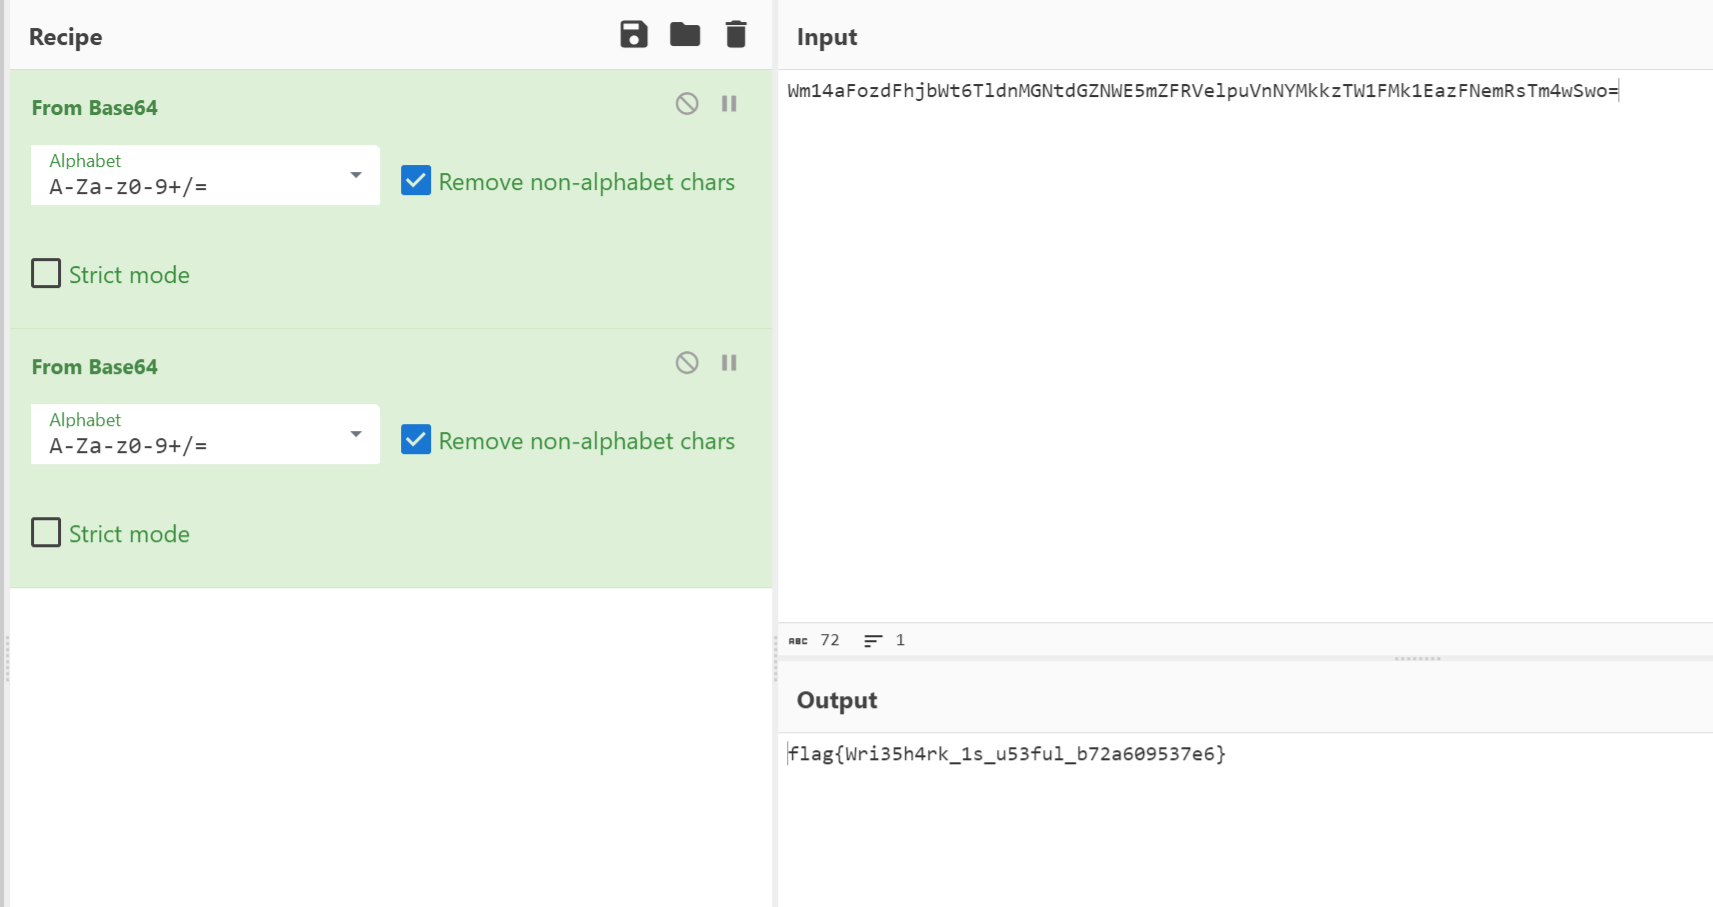 Recipe
From Base64
Alphabet
A-Za-z0-9+/=
Remove non-alphabet chars
Strict mode
From Base64
Alphabet
A-Za-z0-9+/=
Remove non-alphabet chars
Strict mode
Input
Wm14aFozdFhjbWt6TldnMGNtdGZNWE5mZFRVelpuVnNYMkkzTW1FMk1EazFNemRsTm4wSwo=
ABC 72 1
Output
flag{Wri35h4rk_1s_u53ful_b72a609537e6}